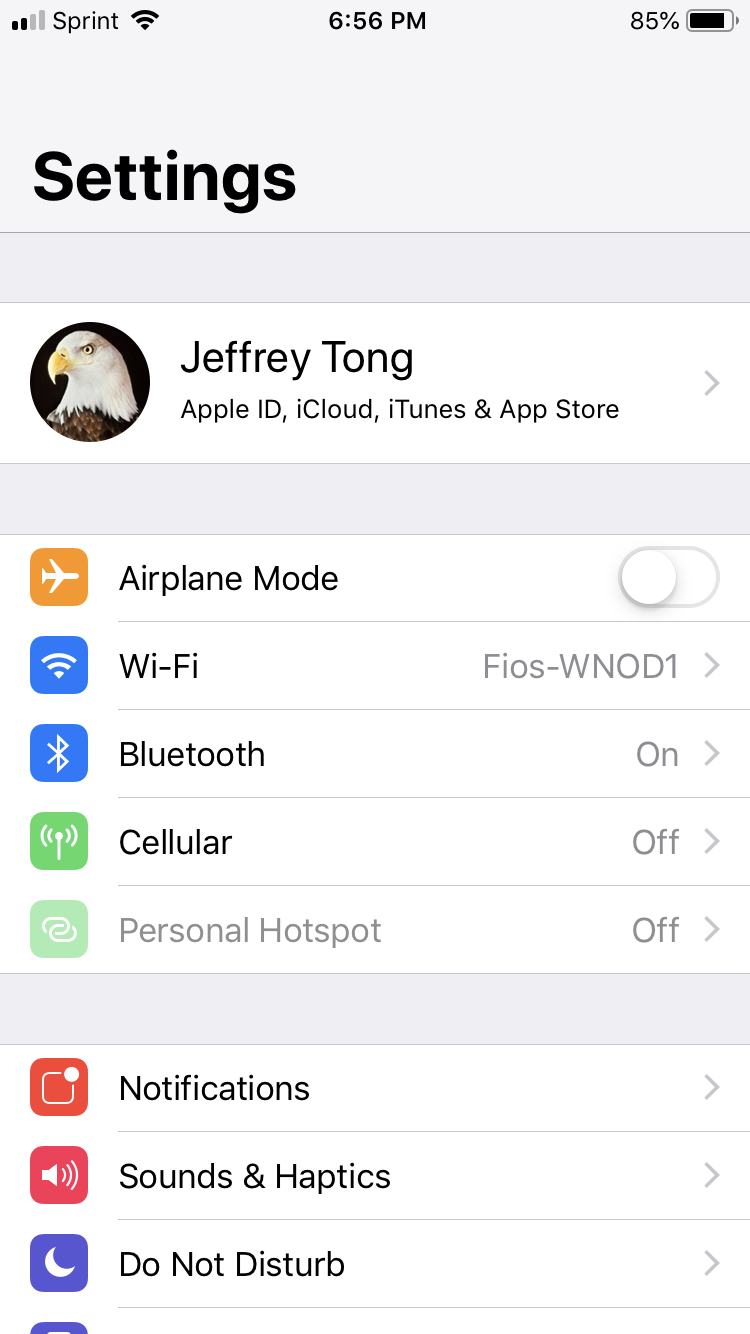 Sprint 6:56 PM 85%
Settings
Jeffrey Tong
Apple ID, iCloud, iTunes & App Store
Airplane Mode
Wi-Fi Fios-WNOD1
Bluetooth On
Cellular Off
Personal Hotspot Off
Notifications
Sounds & Haptics
Do Not Disturb